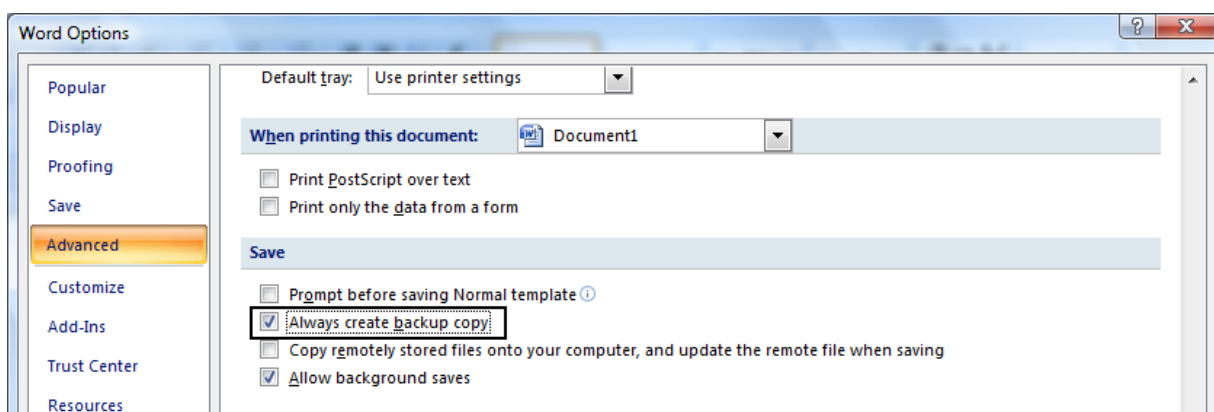 Word Options
Popular
Display
Proofing
Save
Advanced
Customize
Add-Ins
Trust Center
Resources
Default tray: Use printer settings
When printing this document: Document1
Print PostScript over text
Print only the data from a form
Save
Prompt before saving Normal template
Always create backup copy
Copy remotely stored files onto your computer, and update the remote file when saving
Allow background saves